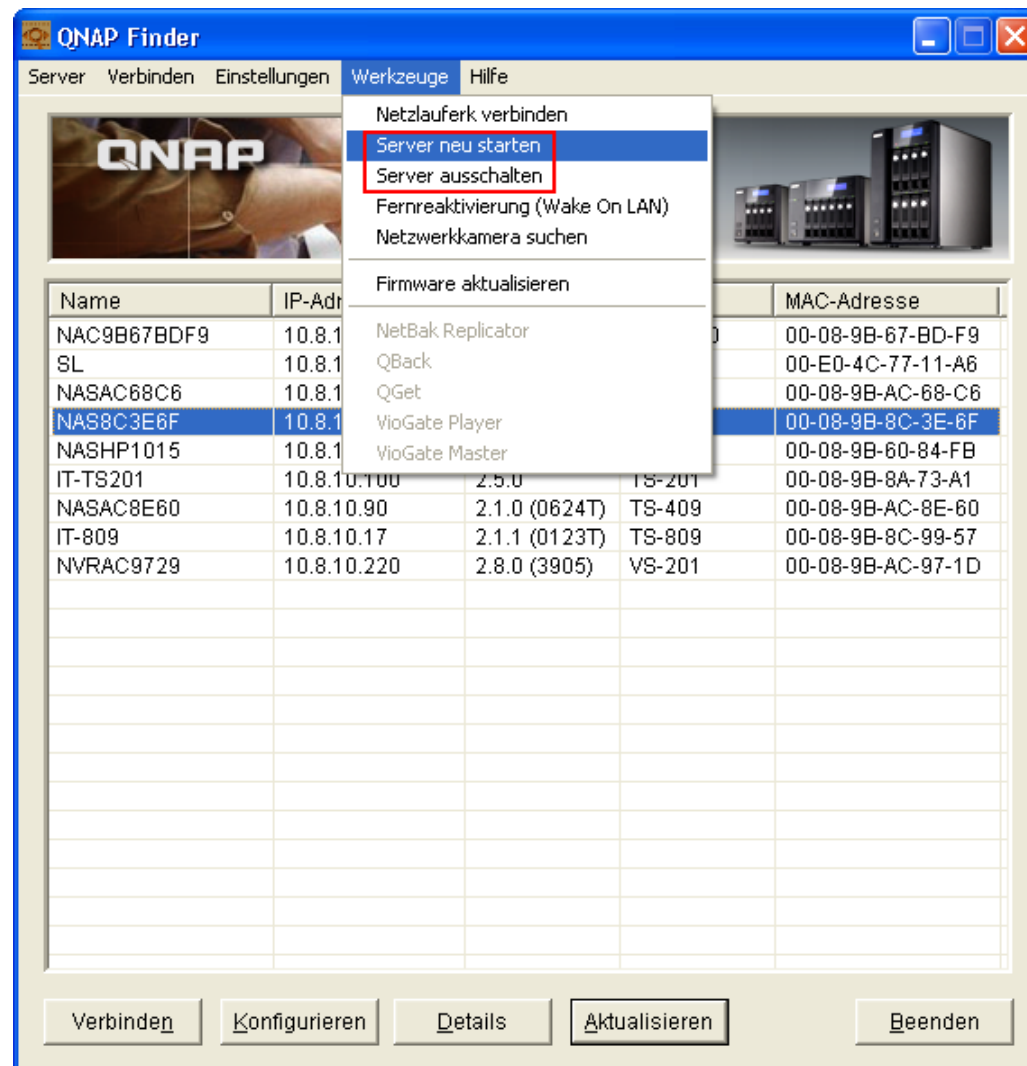 QNAP Finder
Server Verbinden Einstellungen Werkzeuge Hilfe
QNAP
Netzlauferk verbinden
Server neu starten
Server ausschalten
Fernreaktivierung (Wake On LAN)
Netzwerkkamera suchen
Firmware aktualisieren
NetBak Replicator
QBack
QGet
VioGate Player
VioGate Master
Name IP-Adr MAC-Adresse
NAC9B67BDF9 10.8.1 00-08-9B-67-BD-F9
SL 10.8.1 00-E0-4C-77-11-A6
NASAC68C6 10.8.1 00-08-9B-AC-68-C6
NAS8C3E6F 10.8.1 00-08-9B-8C-3E-6F
NASHP1015 10.8.1 00-08-9B-60-84-FB
IT-TS201 10.8.10.100 2.5.0 TS-201 00-08-9B-8A-73-A1
NASAC8E60 10.8.10.90 2.1.0 (0624T) TS-409 00-08-9B-AC-8E-60
IT-809 10.8.10.17 2.1.1 (0123T) TS-809 00-08-9B-8C-99-57
NVRAC9729 10.8.10.220 2.8.0 (3905) VS-201 00-08-9B-AC-97-1D
Verbinden Konfigurieren Details Aktualisieren Beenden